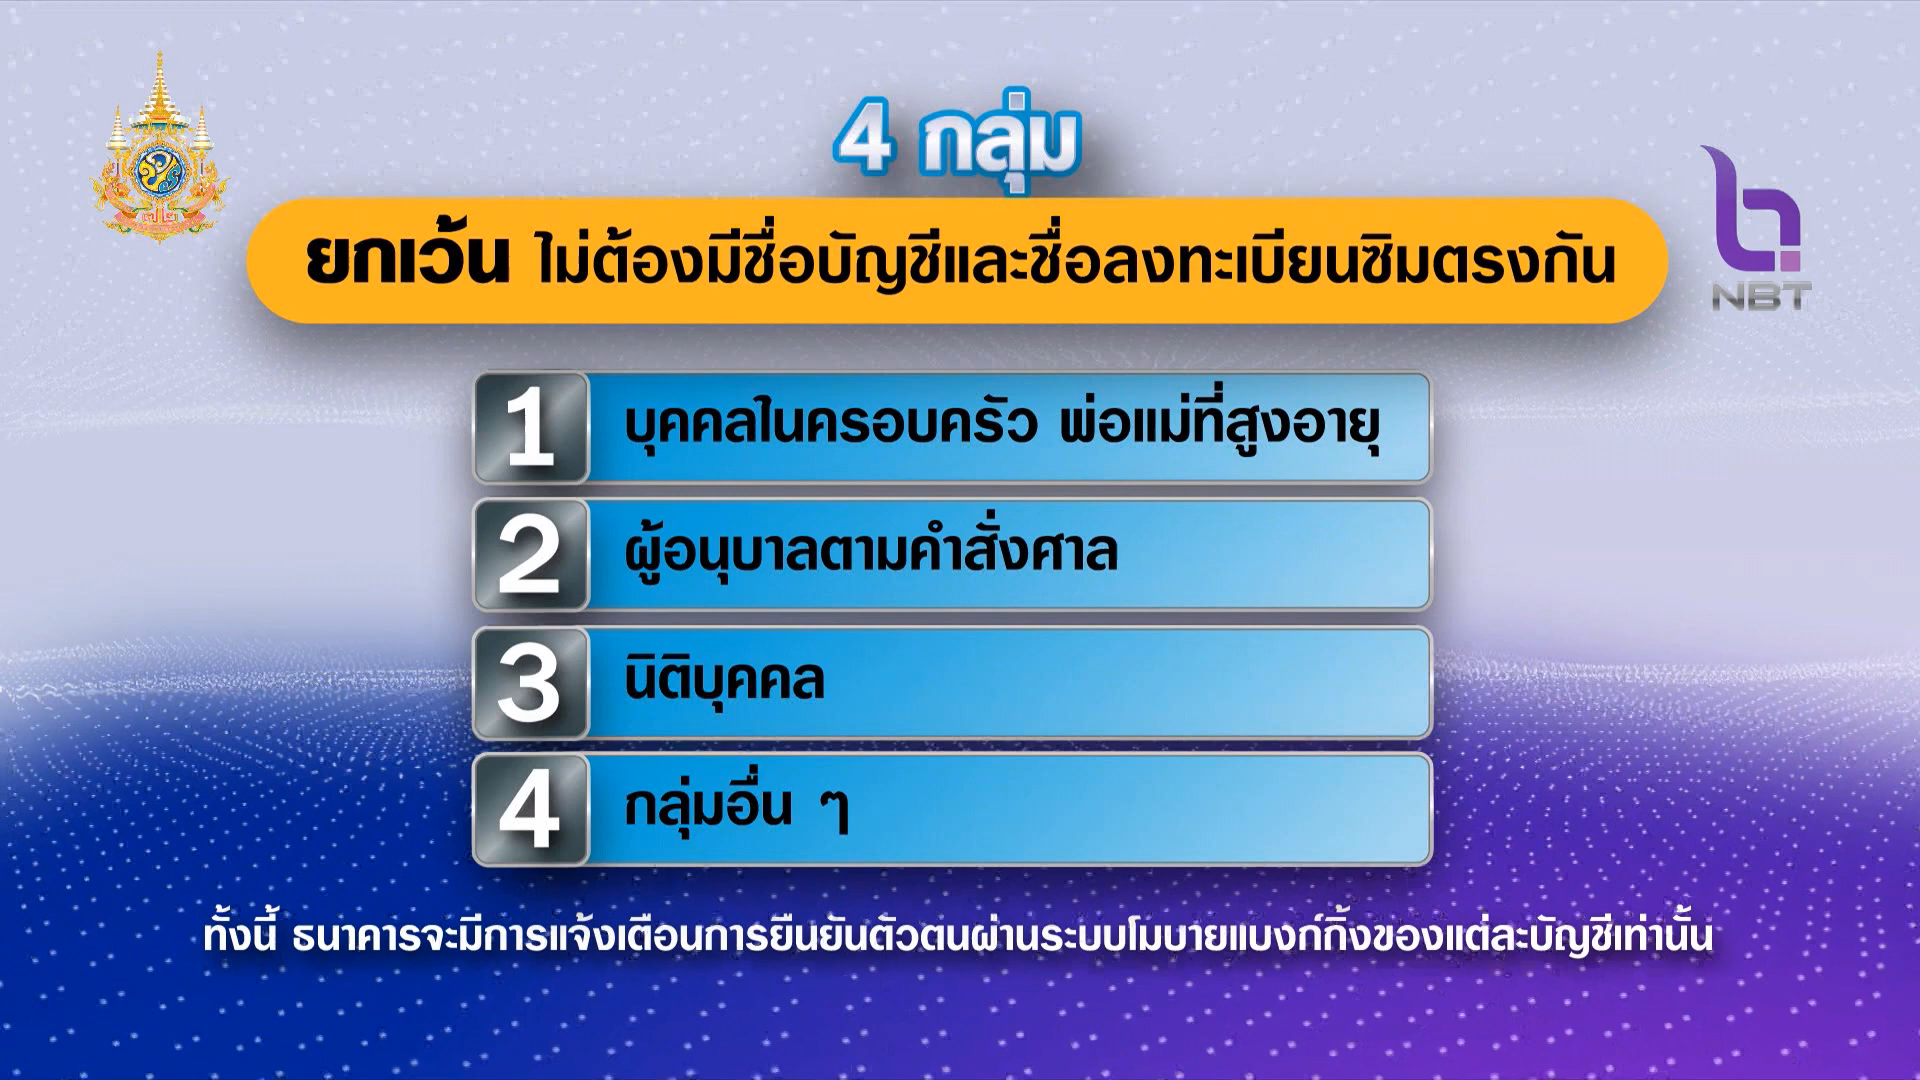 4 กลุ่ม
ยกเว้น ไม่ต้องมีชื่อบัญชีและชื่อลงทะเบียนซิมตรงกัน
NBT
1 บุคคลในครอบครัว พ่อแม่ที่สูงอายุ
2 ผู้อนุบาลตามคำสั่งศาล
3 นิติบุคคล
4 กลุ่มอื่น ๆ
ทั้งนี้ ธนาคารจะมีการแจ้งเตือนการยืนยันตัวตนผ่านระบบโมบายแบงก์กิ้งของแต่ละบัญชีเท่านั้น